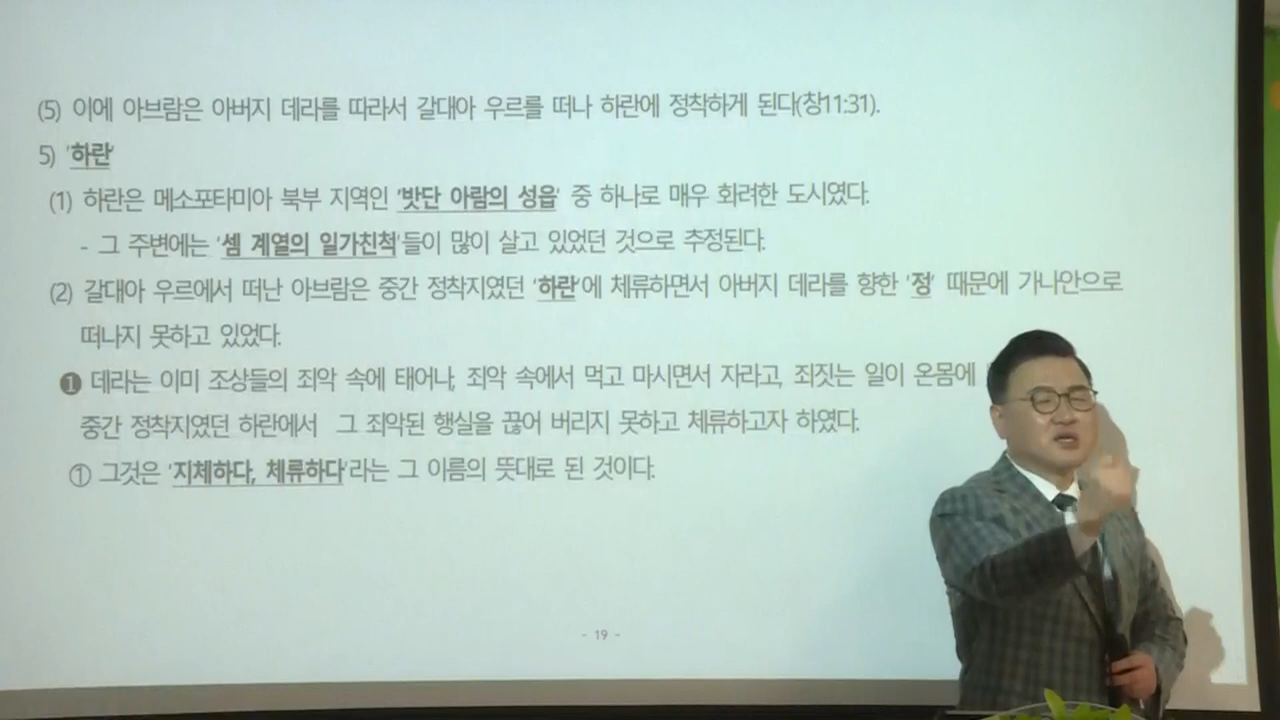 (5) 이에 아브람은 아버지 데라를 따라서 갈대아 우르를 떠나 하란에 정착하게 된다(창11:31).
5) '하란'
(1) 하란은 메소포타미아 북부 지역인 '밧단 아람의 성읍' 중 하나로 매우 화려한 도시였다.
- 그 주변에는 '셈 계열의 일가친척'들이 많이 살고 있었던 것으로 추정된다.
(2) 갈대아 우르에서 떠난 아브람은 중간 정착지였던 '하란'에 체류하면서 아버지 데라를 향한 '정' 때문에 가나안으로
떠나지 못하고 있었다.
❶ 데라는 이미 조상들의 죄악 속에 태어나, 죄악 속에서 먹고 마시면서 자라고, 죄짓는 일이 온몸에
중간 정착지였던 하란에서 그 죄악된 행실을 끊어 버리지 못하고 체류하고자 하였다.
① 그것은 '지체하다, 체류하다'라는 그 이름의 뜻대로 된 것이다.
- 19 -